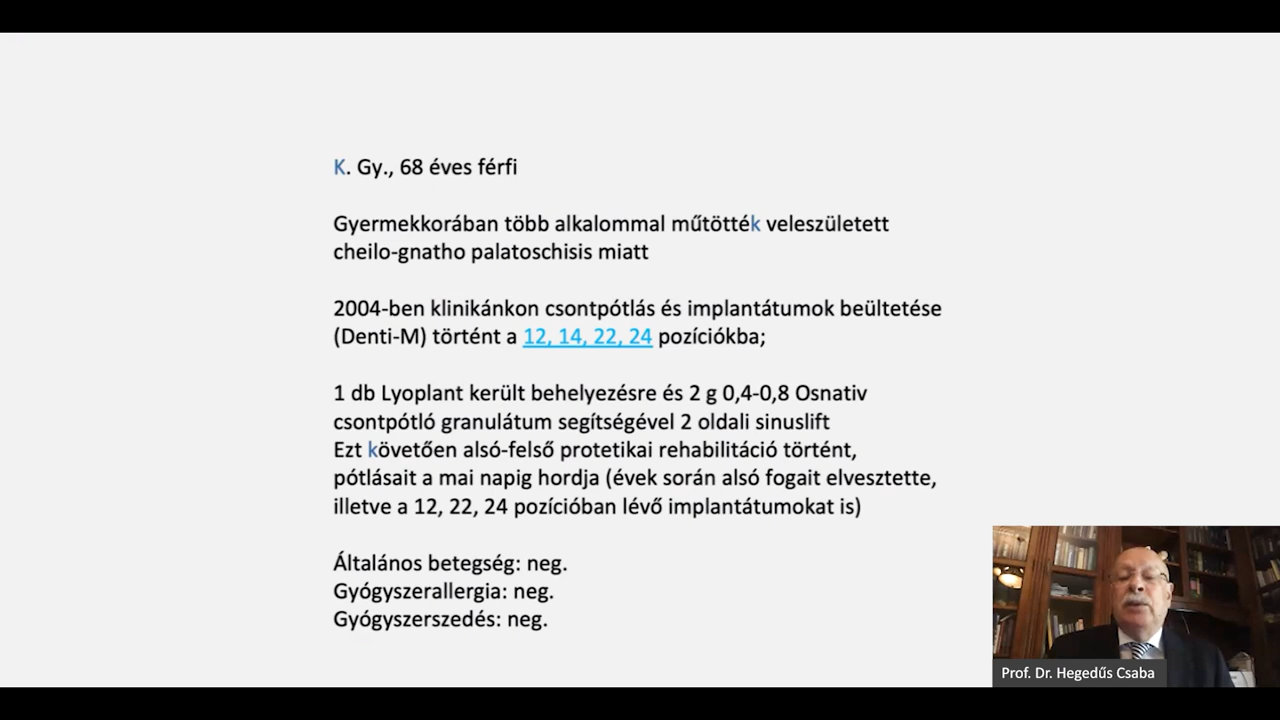 K. Gy., 68 éves férfi
Gyermekkorában több alkalommal műtötték veleszületett
cheilo-gnatho palatoschisis miatt
2004-ben klinikánkon csontpótlás és implantátumok beültetése
(Denti-M) történt a 12, 14, 22, 24 pozíciókba;
1 db Lyoplant került behelyezésre és 2 g 0,4-0,8 Osnativ
csontpótló granulátum segítségével 2 oldali sinuslift
Ezt követően alsó-felső protetikai rehabilitáció történt,
pótlásait a mai napig hordja (évek során alsó fogait elvesztette,
illetve a 12, 22, 24 pozícióban lévő implantátumokat is)
Általános betegség: neg.
Gyógyszerallergia: neg.
Gyógyszerszedés: neg.
Prof. Dr. Hegedűs Csaba